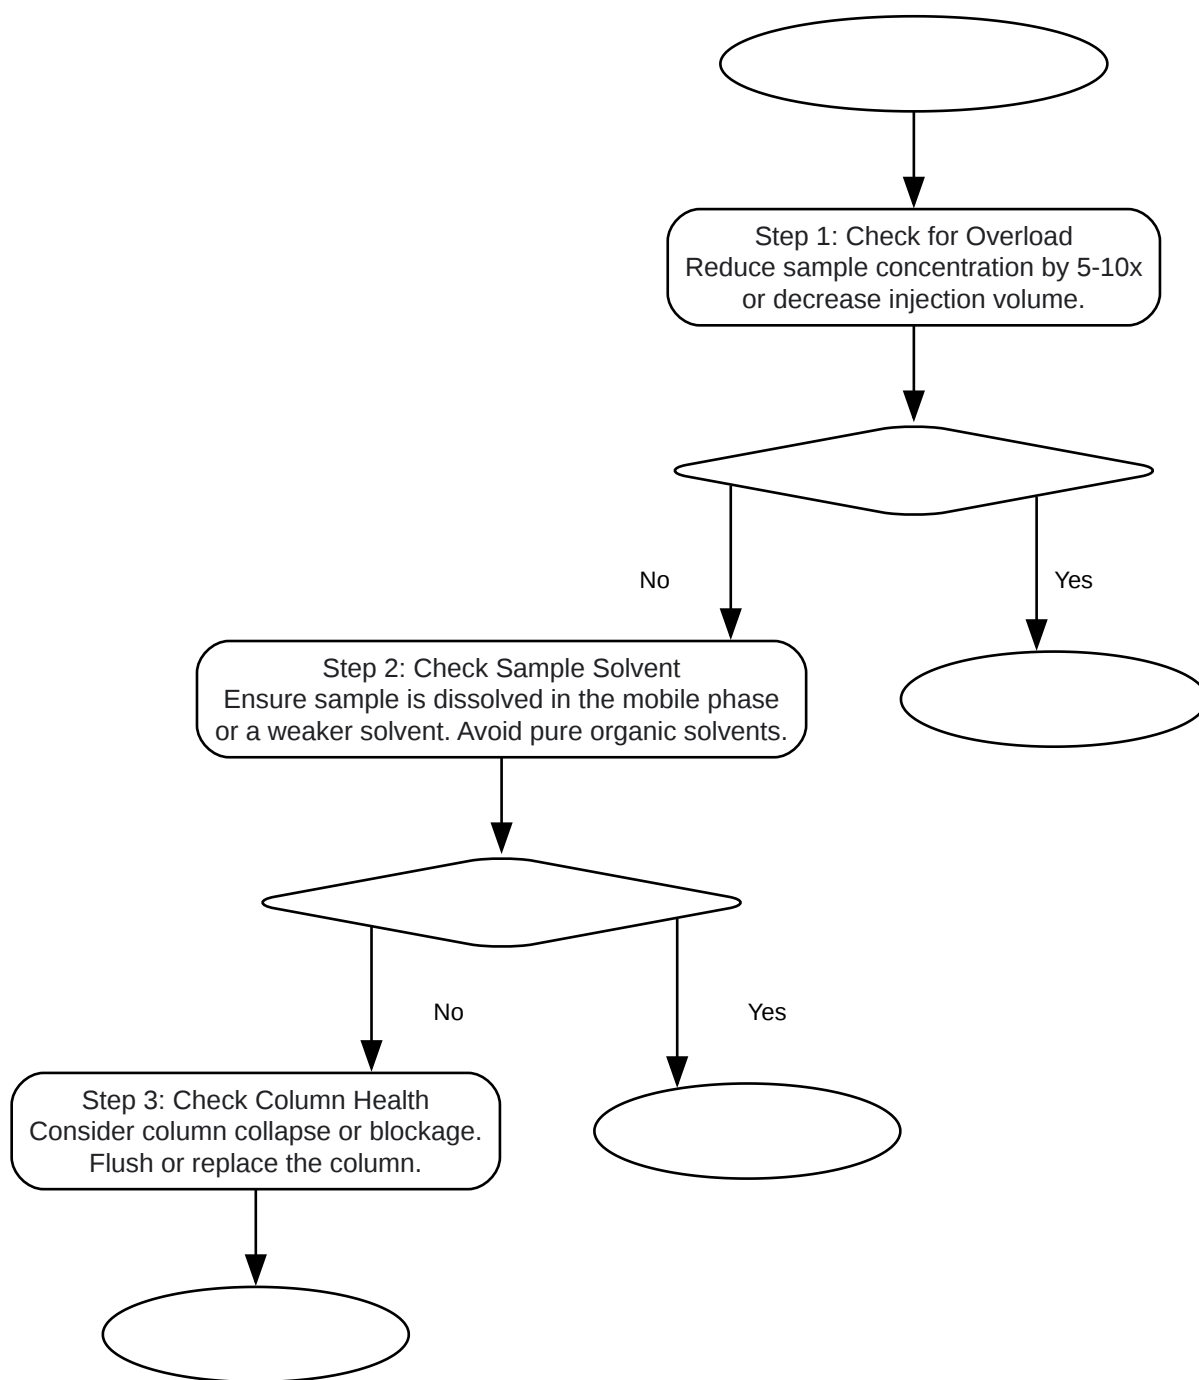 Step 1: Check for Overload
Reduce sample concentration by 5-10x
or decrease injection volume.
No
Yes
Step 2: Check Sample Solvent
Ensure sample is dissolved in the mobile phase
or a weaker solvent. Avoid pure organic solvents.
No
Yes
Step 3: Check Column Health
Consider column collapse or blockage.
Flush or replace the column.